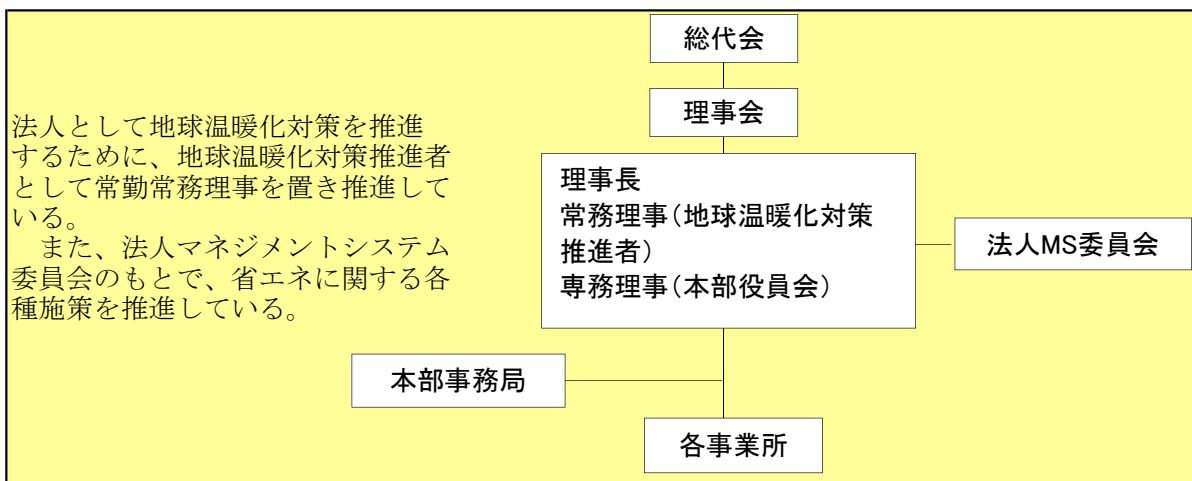 総代会
理事会
法人として地球温暖化対策を推進
するために、地球温暖化対策推進者
として常勤常務理事を置き推進して
いる。
　また、法人マネジメントシステム
委員会のもとで、省エネに関する各
種施策を推進している。
理事長
常務理事（地球温暖化対策
推進者）
専務理事（本部役員会）
法人MS委員会
本部事務局
各事業所